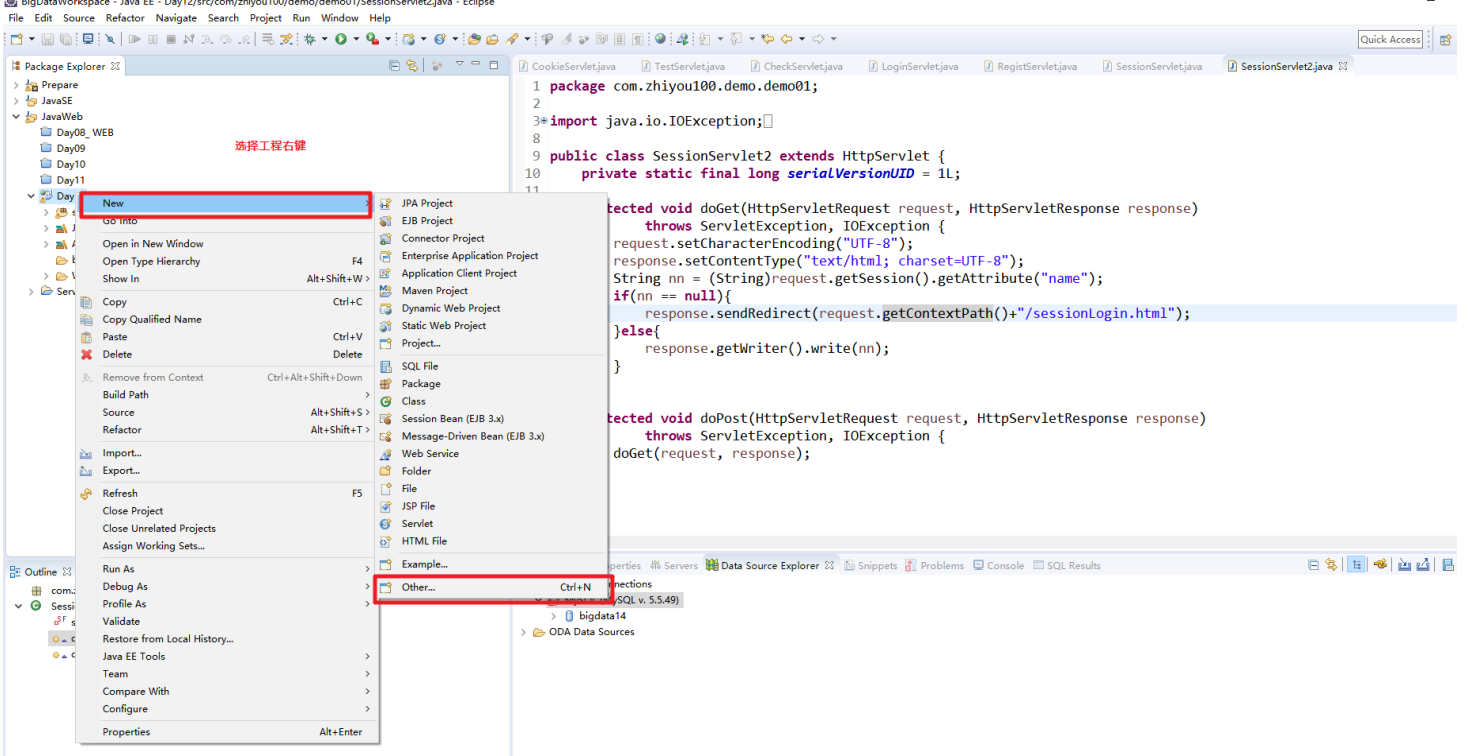 BigDataWorkspace - Java EE - Day12/src/com/zhiyou100/demo/demo01/SessionServlet2.java - Eclipse
File Edit Source Refactor Navigate Search Project Run Window Help
Quick Access
Package Explorer
Prepare
JavaSE
JavaWeb
Day08_WEB
Day09
Day10
Day11
Day
Serv
选择工程右键
New
Go Into
Open in New Window
Open Type Hierarchy F4
Show In Alt+Shift+W >
Copy Ctrl+C
Copy Qualified Name
Paste Ctrl+V
Delete Delete
Remove from Context Ctrl+Alt+Shift+Down
Build Path >
Source Alt+Shift+S >
Refactor Alt+Shift+T >
Import...
Export...
Refresh F5
Close Project
Close Unrelated Projects
Assign Working Sets...
Run As >
Debug As >
Profile As >
Validate
Restore from Local History...
Java EE Tools >
Team >
Compare With >
Configure >
Properties Alt+Enter
JPA Project
EJB Project
Connector Project
Enterprise Application Project
Application Client Project
Maven Project
Dynamic Web Project
Static Web Project
Project...
SQL File
Package
Class
Session Bean (EJB 3.x)
Message-Driven Bean (EJB 3.x)
Web Service
Folder
File
JSP File
Servlet
HTML File
Example...
Other... Ctrl+N
CookieServlet.java TestServlet.java CheckServlet.java LoginServlet.java RegistServlet.java SessionServlet.java SessionServlet2.java
1 package com.zhiyou100.demo.demo01;
2
3 import java.io.IOException;
8
9 public class SessionServlet2 extends HttpServlet {
10 private static final long serialVersionUID = 1L;
11
tected void doGet(HttpServletRequest request, HttpServletResponse response)
throws ServletException, IOException {
request.setCharacterEncoding("UTF-8");
response.setContentType("text/html; charset=UTF-8");
String nn = (String)request.getSession().getAttribute("name");
if(nn == null){
response.sendRedirect(request.getContextPath()+"/sessionLogin.html");
}else{
response.getWriter().write(nn);
}
tected void doPost(HttpServletRequest request, HttpServletResponse response)
throws ServletException, IOException {
doGet(request, response);
Outline
com.
Sessi
perties Servers Data Source Explorer Snippets Problems Console SQL Results
nnections
SQL v. 5.5.49)
bigdata14
ODA Data Sources